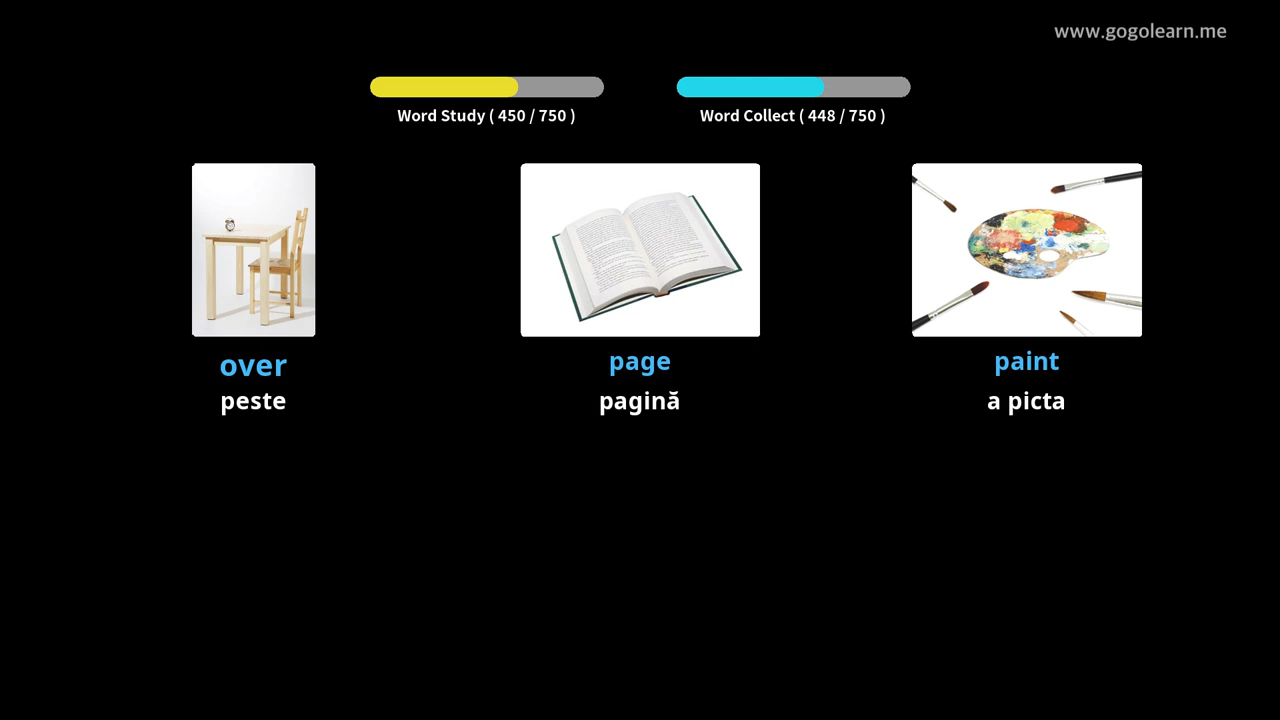 www.gogolearn.me
Word Study ( 450 / 750 )
Word Collect ( 448 / 750 )
over
peste
page
pagină
paint
a picta